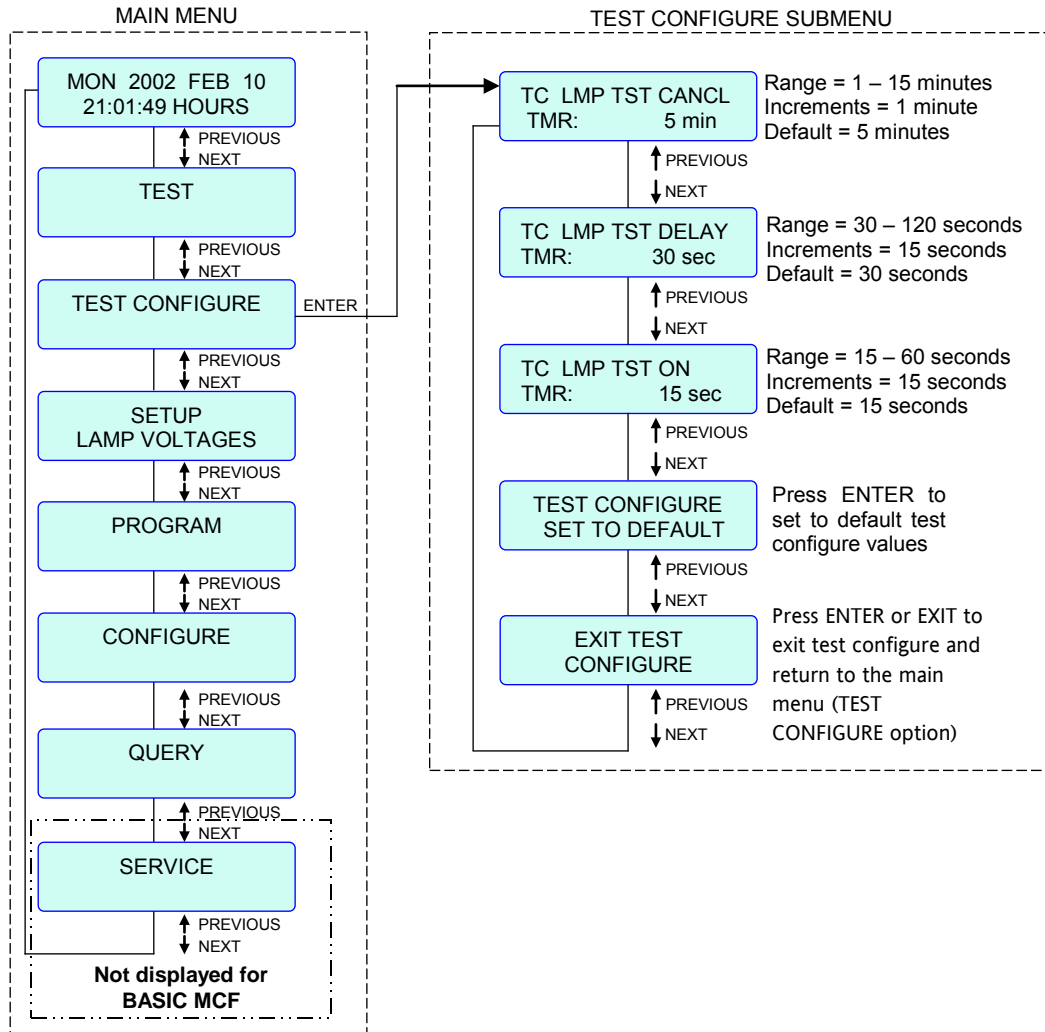 MAIN MENU
MON 2002 FEB 10
21:01:49 HOURS
PREVIOUS
NEXT
TEST
PREVIOUS
NEXT
TEST CONFIGURE
ENTER
PREVIOUS
NEXT
SETUP
LAMP VOLTAGES
PREVIOUS
NEXT
PROGRAM
PREVIOUS
NEXT
CONFIGURE
PREVIOUS
NEXT
QUERY
PREVIOUS
NEXT
SERVICE
PREVIOUS
NEXT
Not displayed for
BASIC MCF
TEST CONFIGURE SUBMENU
TC LMP TST CANCL
TMR: 5 min
Range = 1 – 15 minutes
Increments = 1 minute
Default = 5 minutes
PREVIOUS
NEXT
TC LMP TST DELAY
TMR: 30 sec
Range = 30 – 120 seconds
Increments = 15 seconds
Default = 30 seconds
PREVIOUS
NEXT
TC LMP TST ON
TMR: 15 sec
Range = 15 – 60 seconds
Increments = 15 seconds
Default = 15 seconds
PREVIOUS
NEXT
TEST CONFIGURE
SET TO DEFAULT
Press ENTER to
set to default test
configure values
PREVIOUS
NEXT
EXIT TEST
CONFIGURE
Press ENTER or EXIT to
exit test configure and
return to the main
menu (TEST
CONFIGURE option)
PREVIOUS
NEXT